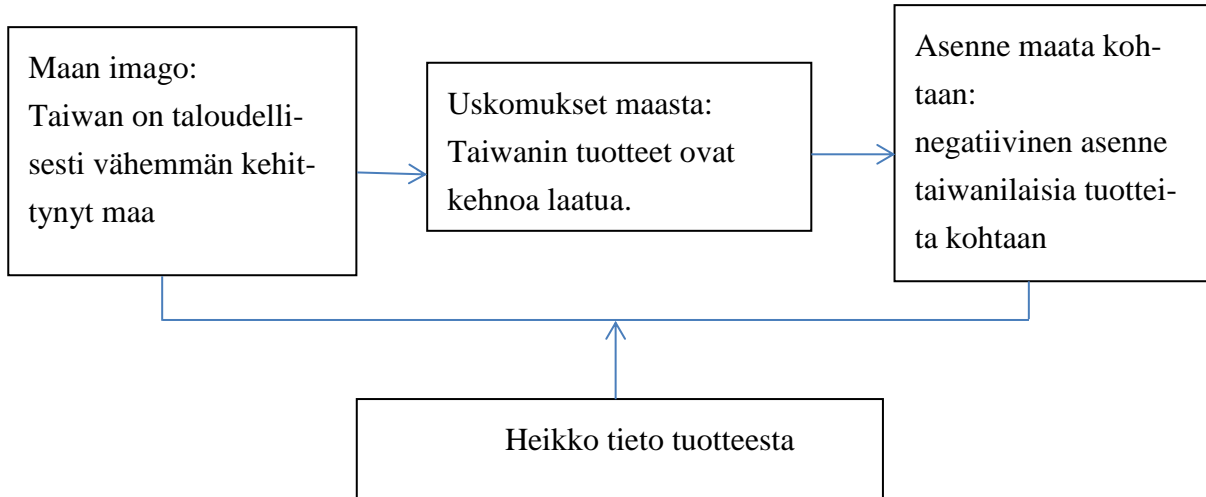 Maan imago:
Taiwan on taloudelli-
sesti vähemmän kehit-
tynyt maa
Uskomukset maasta:
Taiwanin tuotteet ovat
kehnoa laatua.
Asenne maata koh-
taan:
negatiivinen asenne
taiwanilaisia tuottei-
ta kohtaan
Heikko tieto tuotteesta